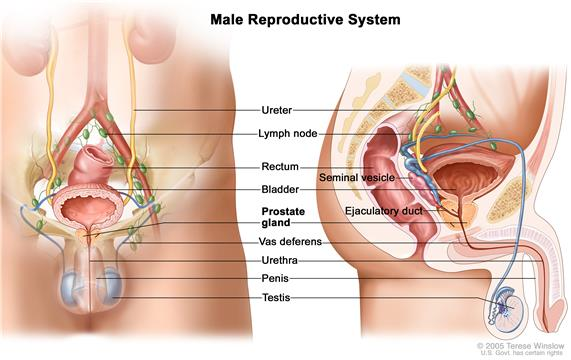 Male Reproductive System
Ureter
Lymph node
Rectum
Seminal vesicle
Bladder
Prostate
gland
Ejaculatory duct
Vas deferens
Urethra
Penis
Testis
© 2005 Terese Winslow
U.S. Govt. has certain rights